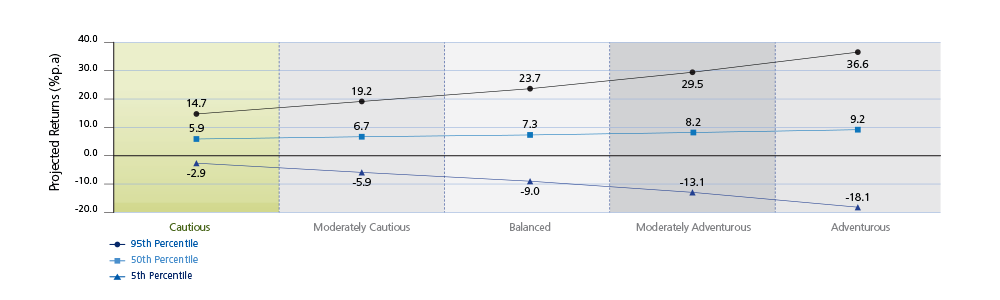 Projected Returns (%p.a)
40.0
30.0
20.0
10.0
0.0
-10.0
-20.0
14.7 19.2 23.7 29.5 36.6
5.9 6.7 7.3 8.2 9.2
-2.9 -5.9 -9.0 -13.1 -18.1
Cautious Moderately Cautious Balanced Moderately Adventurous Adventurous
95th Percentile
50th Percentile
5th Percentile